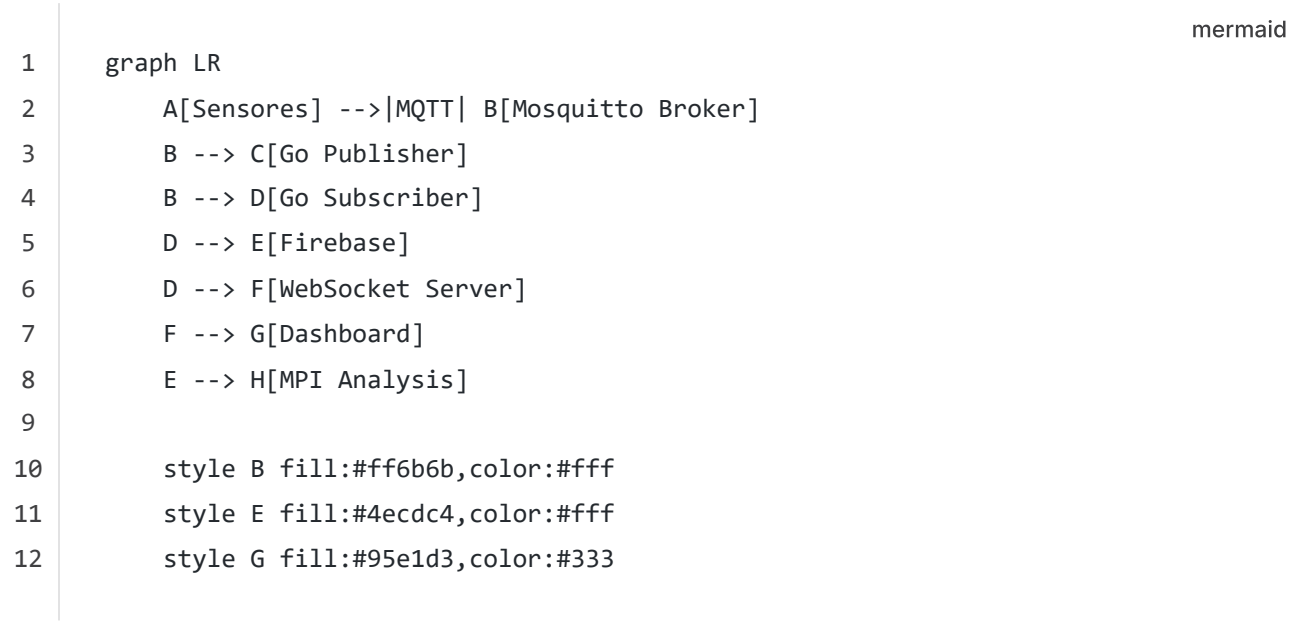 mermaid
1 graph LR
2 A[Sensores] -->|MQTT| B[Mosquitto Broker]
3 B --> C[Go Publisher]
4 B --> D[Go Subscriber]
5 D --> E[Firebase]
6 D --> F[WebSocket Server]
7 F --> G[Dashboard]
8 E --> H[MPI Analysis]
9
10 style B fill:#ff6b6b,color:#fff
11 style E fill:#4ecdc4,color:#fff
12 style G fill:#95e1d3,color:#333